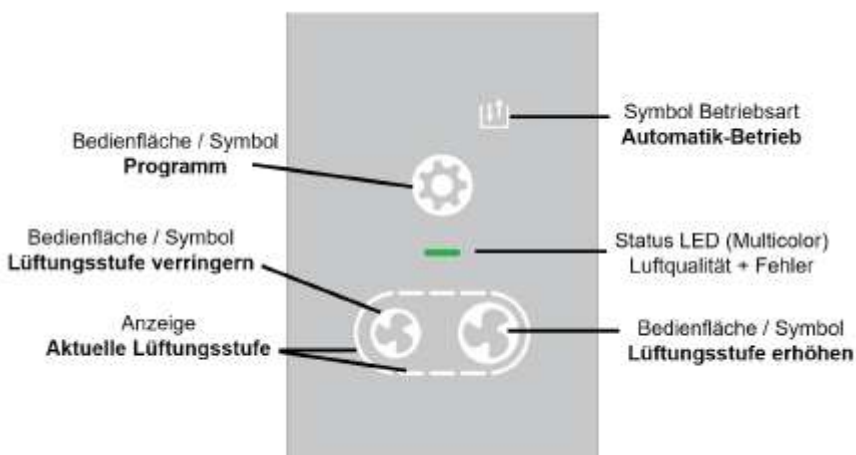 Bedienfläche / Symbol
Programm
Bedienfläche / Symbol
Lüftungsstufe verringern
Anzeige
Aktuelle Lüftungsstufe
Symbol Betriebsart
Automatik-Betrieb
Status LED (Multicolor)
Luftqualität + Fehler
Bedienfläche / Symbol
Lüftungsstufe erhöhen